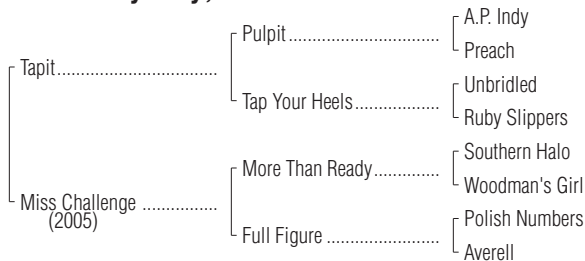 A.P. Indy
Pulpit........................................
Preach
Tapit..........................................
Unbridled
Tap Your Heels......................
Ruby Slippers
Southern Halo
More Than Ready.................
Woodman's Girl
Miss Challenge ....................
(2005)
Polish Numbers
Full Figure .............................
Averell